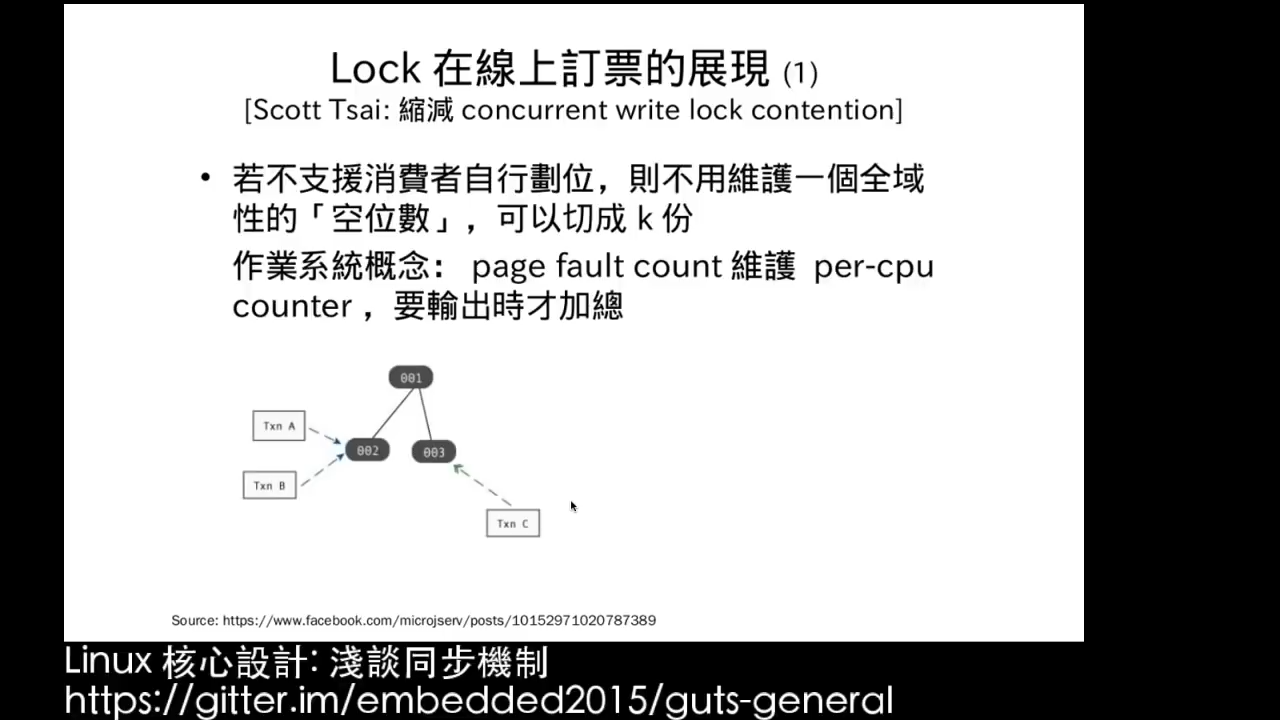 Lock 在線上訂票的展現 (1)
[Scott Tsai: 縮減 concurrent write lock contention]
• 若不支援消費者自行劃位，則不用維護一個全域
性的「空位數」，可以切成 k 份
作業系統概念： page fault count 維護 per-cpu
counter ，要輸出時才加總
001
Txn A
002
003
Txn B
Txn C
Source: https://www.facebook.com/microjserv/posts/10152971020787389
Linux 核心設計: 淺談同步機制
https://gitter.im/embedded2015/guts-general